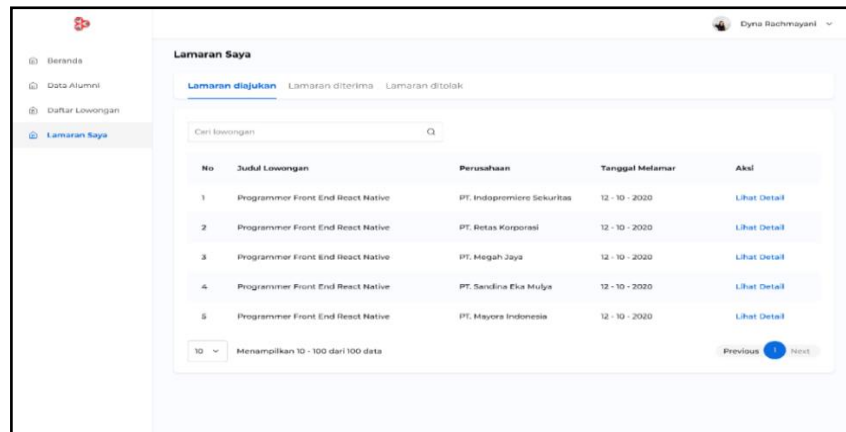 Dyna Rachmayani
Beranda
Data Alumni
Daftar Lowongan
Lamaran Saya
Lamaran Saya
Lamaran diajukan Lamaran diterima Lamaran ditolak
Cari lowongan
No Judul Lowongan Perusahaan Tanggal Melamar Aksi
1 Programmer Front End React Native PT. Indopremiere Sekuritas 12 - 10 - 2020 Lihat Detail
2 Programmer Front End React Native PT. Retas Korporasi 12 - 10 - 2020 Lihat Detail
3 Programmer Front End React Native PT. Megah Jaya 12 - 10 - 2020 Lihat Detail
4 Programmer Front End React Native PT. Sandina Eka Mulya 12 - 10 - 2020 Lihat Detail
5 Programmer Front End React Native PT. Mayora Indonesia 12 - 10 - 2020 Lihat Detail
10 Menampilkan 10 - 100 dari 100 data Previous 1 Next